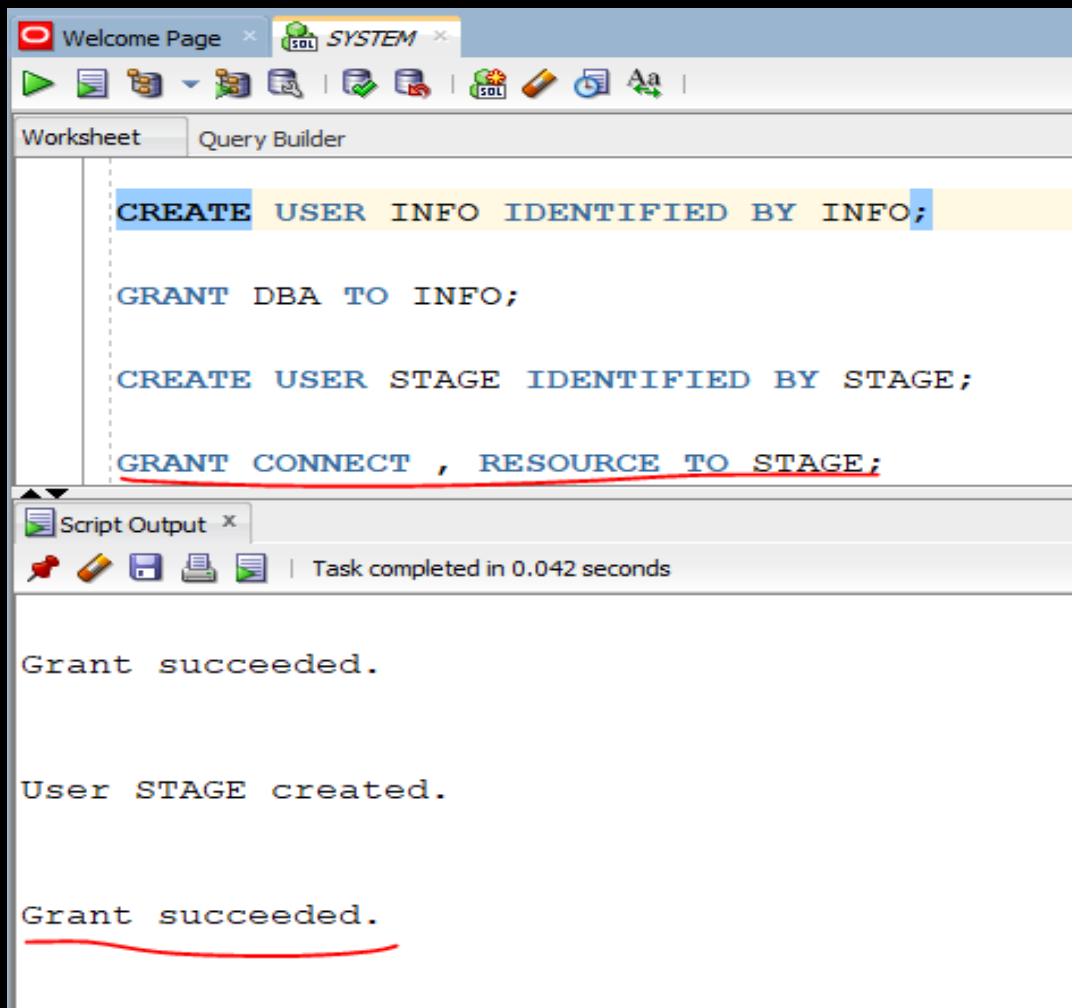 Welcome Page SYSTEM
Worksheet Query Builder
CREATE USER INFO IDENTIFIED BY INFO;
GRANT DBA TO INFO;
CREATE USER STAGE IDENTIFIED BY STAGE;
GRANT CONNECT , RESOURCE TO STAGE;
Script Output x
Task completed in 0.042 seconds
Grant succeeded.
User STAGE created.
Grant succeeded.